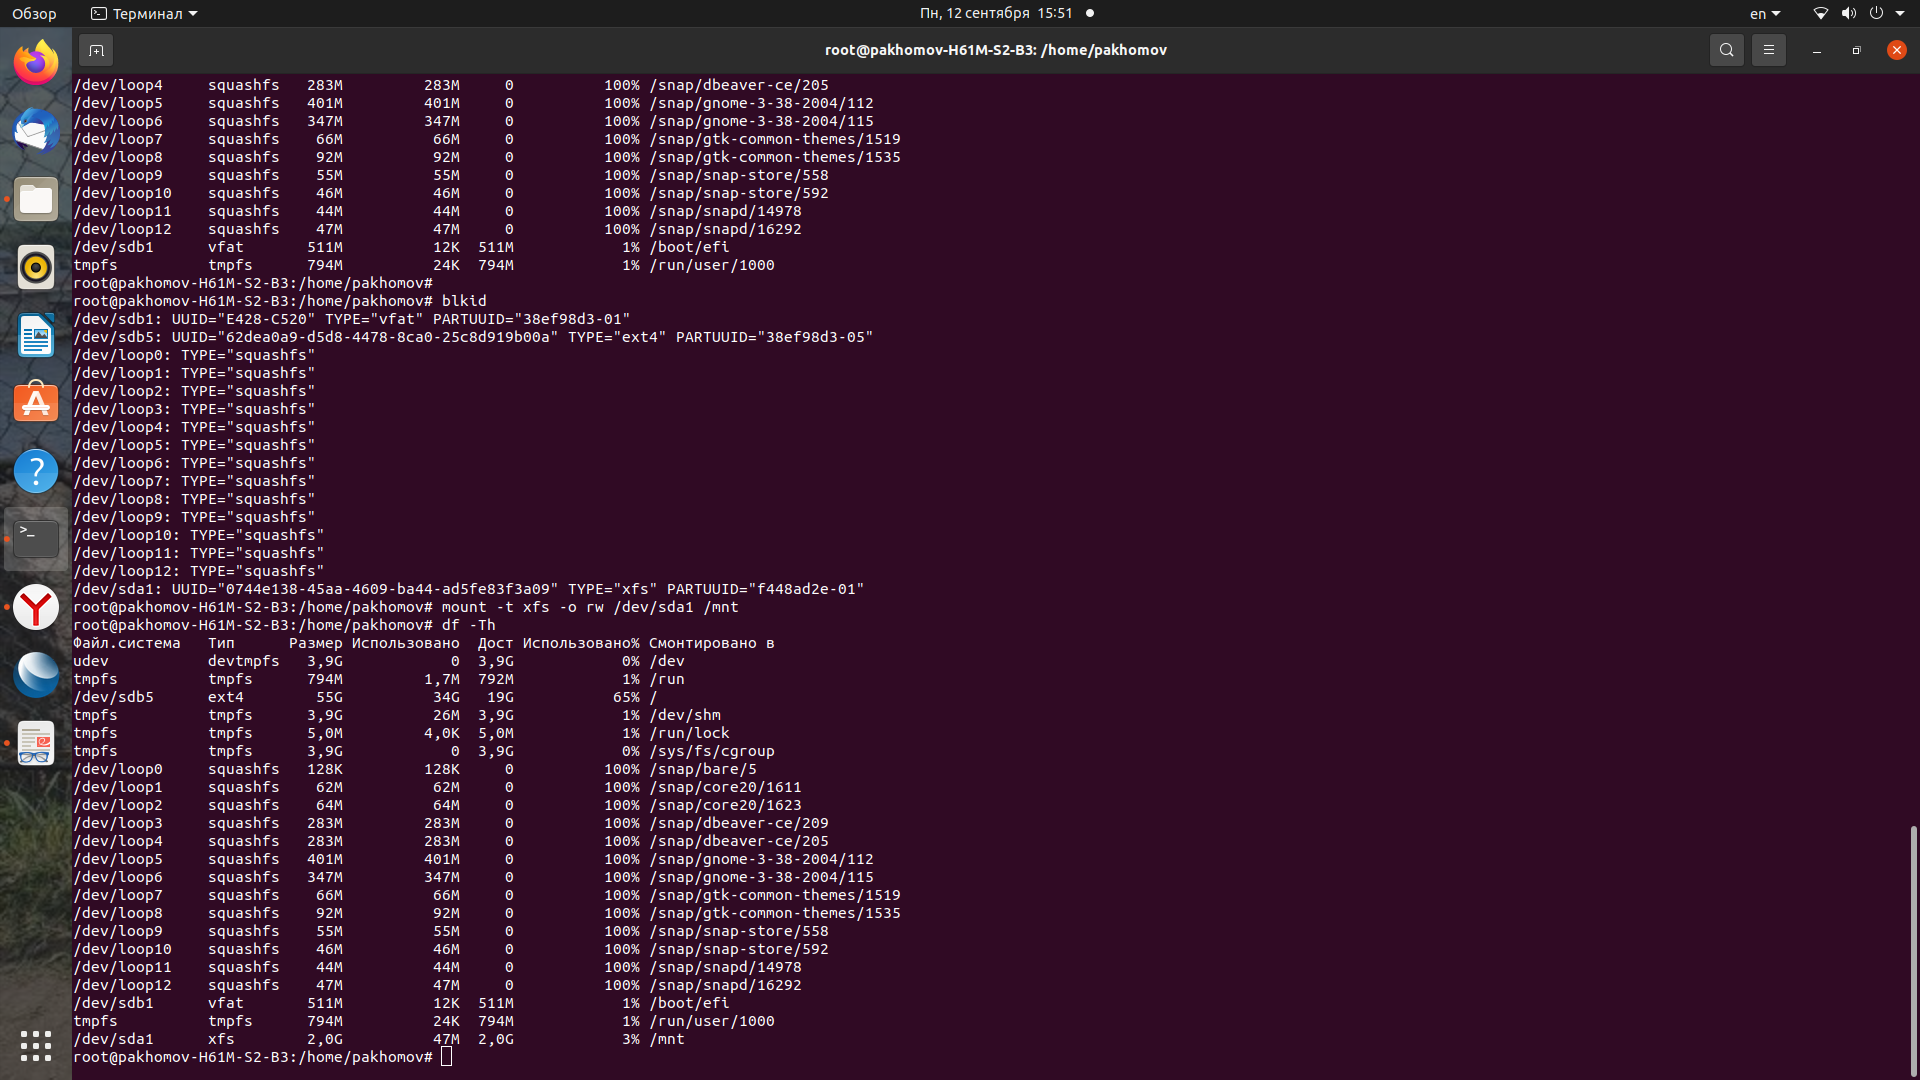 Обзор Терминал Пн, 12 сентября 15:51 en
root@pakhomov-H61M-S2-B3: /home/pakhomov
/dev/loop4 squashfs 283M 283M 0 100% /snap/dbeaver-ce/205
/dev/loop5 squashfs 401M 401M 0 100% /snap/gnome-3-38-2004/112
/dev/loop6 squashfs 347M 347M 0 100% /snap/gnome-3-38-2004/115
/dev/loop7 squashfs 66M 66M 0 100% /snap/gtk-common-themes/1519
/dev/loop8 squashfs 92M 92M 0 100% /snap/gtk-common-themes/1535
/dev/loop9 squashfs 55M 55M 0 100% /snap/snap-store/558
/dev/loop10 squashfs 46M 46M 0 100% /snap/snap-store/592
/dev/loop11 squashfs 44M 44M 0 100% /snap/snapd/14978
/dev/loop12 squashfs 47M 47M 0 100% /snap/snapd/16292
/dev/sdb1 vfat 511M 12K 511M 1% /boot/efi
tmpfs tmpfs 794M 24K 794M 1% /run/user/1000
root@pakhomov-H61M-S2-B3:/home/pakhomov#
root@pakhomov-H61M-S2-B3:/home/pakhomov# blkid
/dev/sdb1: UUID="E428-C520" TYPE="vfat" PARTUUID="38ef98d3-01"
/dev/sdb5: UUID="62dea0a9-d5d8-4478-8ca0-25c8d919b00a" TYPE="ext4" PARTUUID="38ef98d3-05"
/dev/loop0: TYPE="squashfs"
/dev/loop1: TYPE="squashfs"
/dev/loop2: TYPE="squashfs"
/dev/loop3: TYPE="squashfs"
/dev/loop4: TYPE="squashfs"
/dev/loop5: TYPE="squashfs"
/dev/loop6: TYPE="squashfs"
/dev/loop7: TYPE="squashfs"
/dev/loop8: TYPE="squashfs"
/dev/loop9: TYPE="squashfs"
/dev/loop10: TYPE="squashfs"
/dev/loop11: TYPE="squashfs"
/dev/loop12: TYPE="squashfs"
/dev/sda1: UUID="0744e138-45aa-4609-ba44-ad5fe83f3a09" TYPE="xfs" PARTUUID="f448ad2e-01"
root@pakhomov-H61M-S2-B3:/home/pakhomov# mount -t xfs -o rw /dev/sda1 /mnt
root@pakhomov-H61M-S2-B3:/home/pakhomov# df -Th
Файл.система Тип Размер Использовано Дост Использовано% Cмонтировано в
udev devtmpfs 3,9G 0 3,9G 0% /dev
tmpfs tmpfs 794M 1,7M 792M 1% /run
/dev/sdb5 ext4 55G 34G 19G 65% /
tmpfs tmpfs 3,9G 26M 3,9G 1% /dev/shm
tmpfs tmpfs 5,0M 4,0K 5,0M 1% /run/lock
tmpfs tmpfs 3,9G 0 3,9G 0% /sys/fs/cgroup
/dev/loop0 squashfs 128K 128K 0 100% /snap/bare/5
/dev/loop1 squashfs 62M 62M 0 100% /snap/core20/1611
/dev/loop2 squashfs 64M 64M 0 100% /snap/core20/1623
/dev/loop3 squashfs 283M 283M 0 100% /snap/dbeaver-ce/209
/dev/loop4 squashfs 283M 283M 0 100% /snap/dbeaver-ce/205
/dev/loop5 squashfs 401M 401M 0 100% /snap/gnome-3-38-2004/112
/dev/loop6 squashfs 347M 347M 0 100% /snap/gnome-3-38-2004/115
/dev/loop7 squashfs 66M 66M 0 100% /snap/gtk-common-themes/1519
/dev/loop8 squashfs 92M 92M 0 100% /snap/gtk-common-themes/1535
/dev/loop9 squashfs 55M 55M 0 100% /snap/snap-store/558
/dev/loop10 squashfs 46M 46M 0 100% /snap/snap-store/592
/dev/loop11 squashfs 44M 44M 0 100% /snap/snapd/14978
/dev/loop12 squashfs 47M 47M 0 100% /snap/snapd/16292
/dev/sdb1 vfat 511M 12K 511M 1% /boot/efi
tmpfs tmpfs 794M 24K 794M 1% /run/user/1000
/dev/sda1 xfs 2,0G 47M 2,0G 3% /mnt
root@pakhomov-H61M-S2-B3:/home/pakhomov#